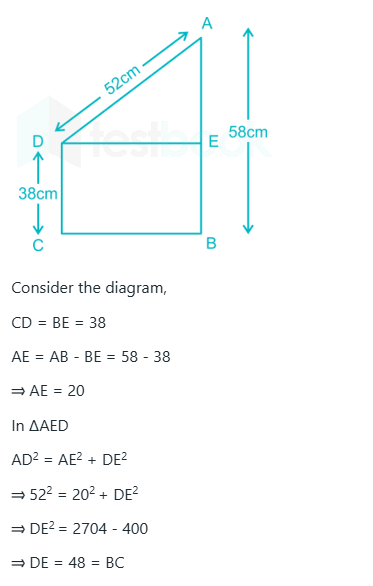 A
52cm
D
E
58cm
38cm
C
B
Consider the diagram,
CD = BE = 38
AE = AB - BE = 58 - 38
⇒ AE = 20
In ΔAED
AD² = AE² + DE²
⇒ 52² = 20² + DE²
⇒ DE² = 2704 - 400
⇒ DE = 48 = BC